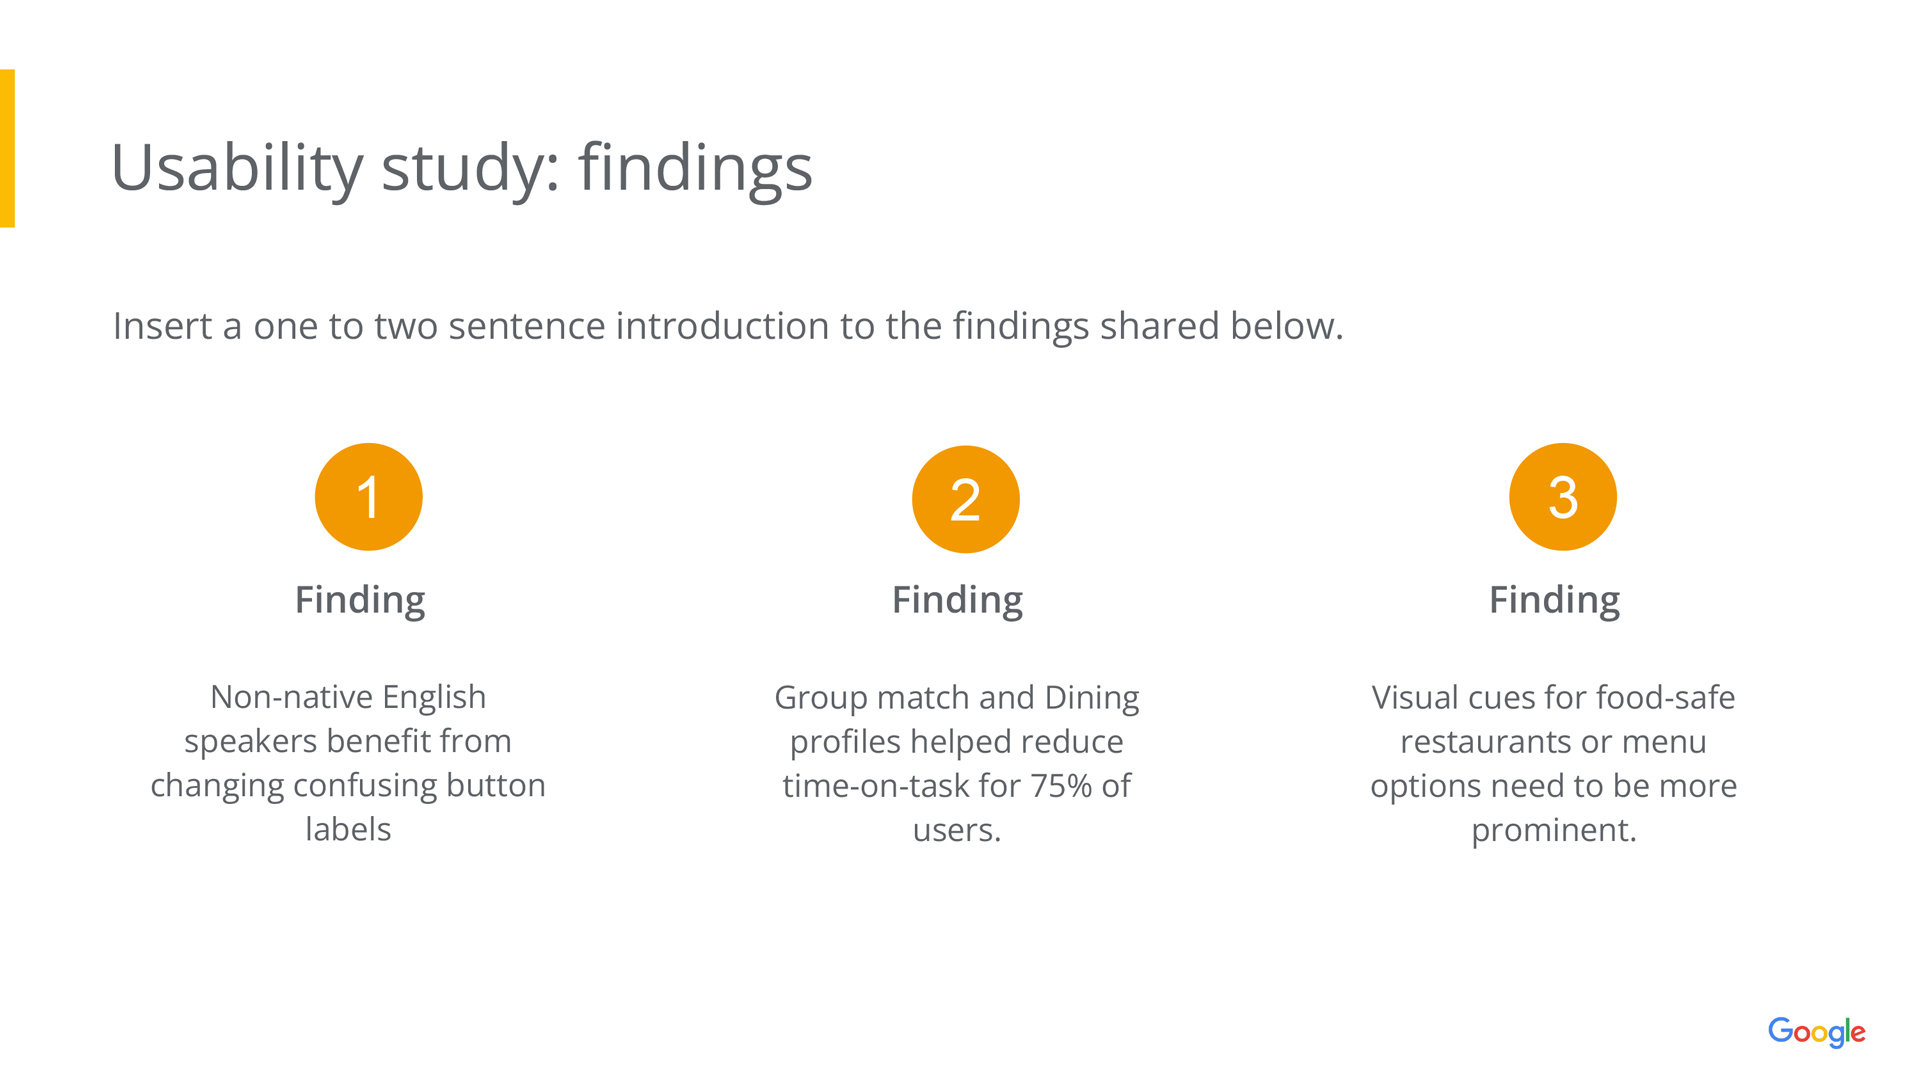 Usability study: findings
Insert a one to two sentence introduction to the findings shared below.
1
Finding
Non-native English
speakers benefit from
changing confusing button
labels
2
Finding
Group match and Dining
profiles helped reduce
time-on-task for 75% of
users.
3
Finding
Visual cues for food-safe
restaurants or menu
options need to be more
prominent.
Google